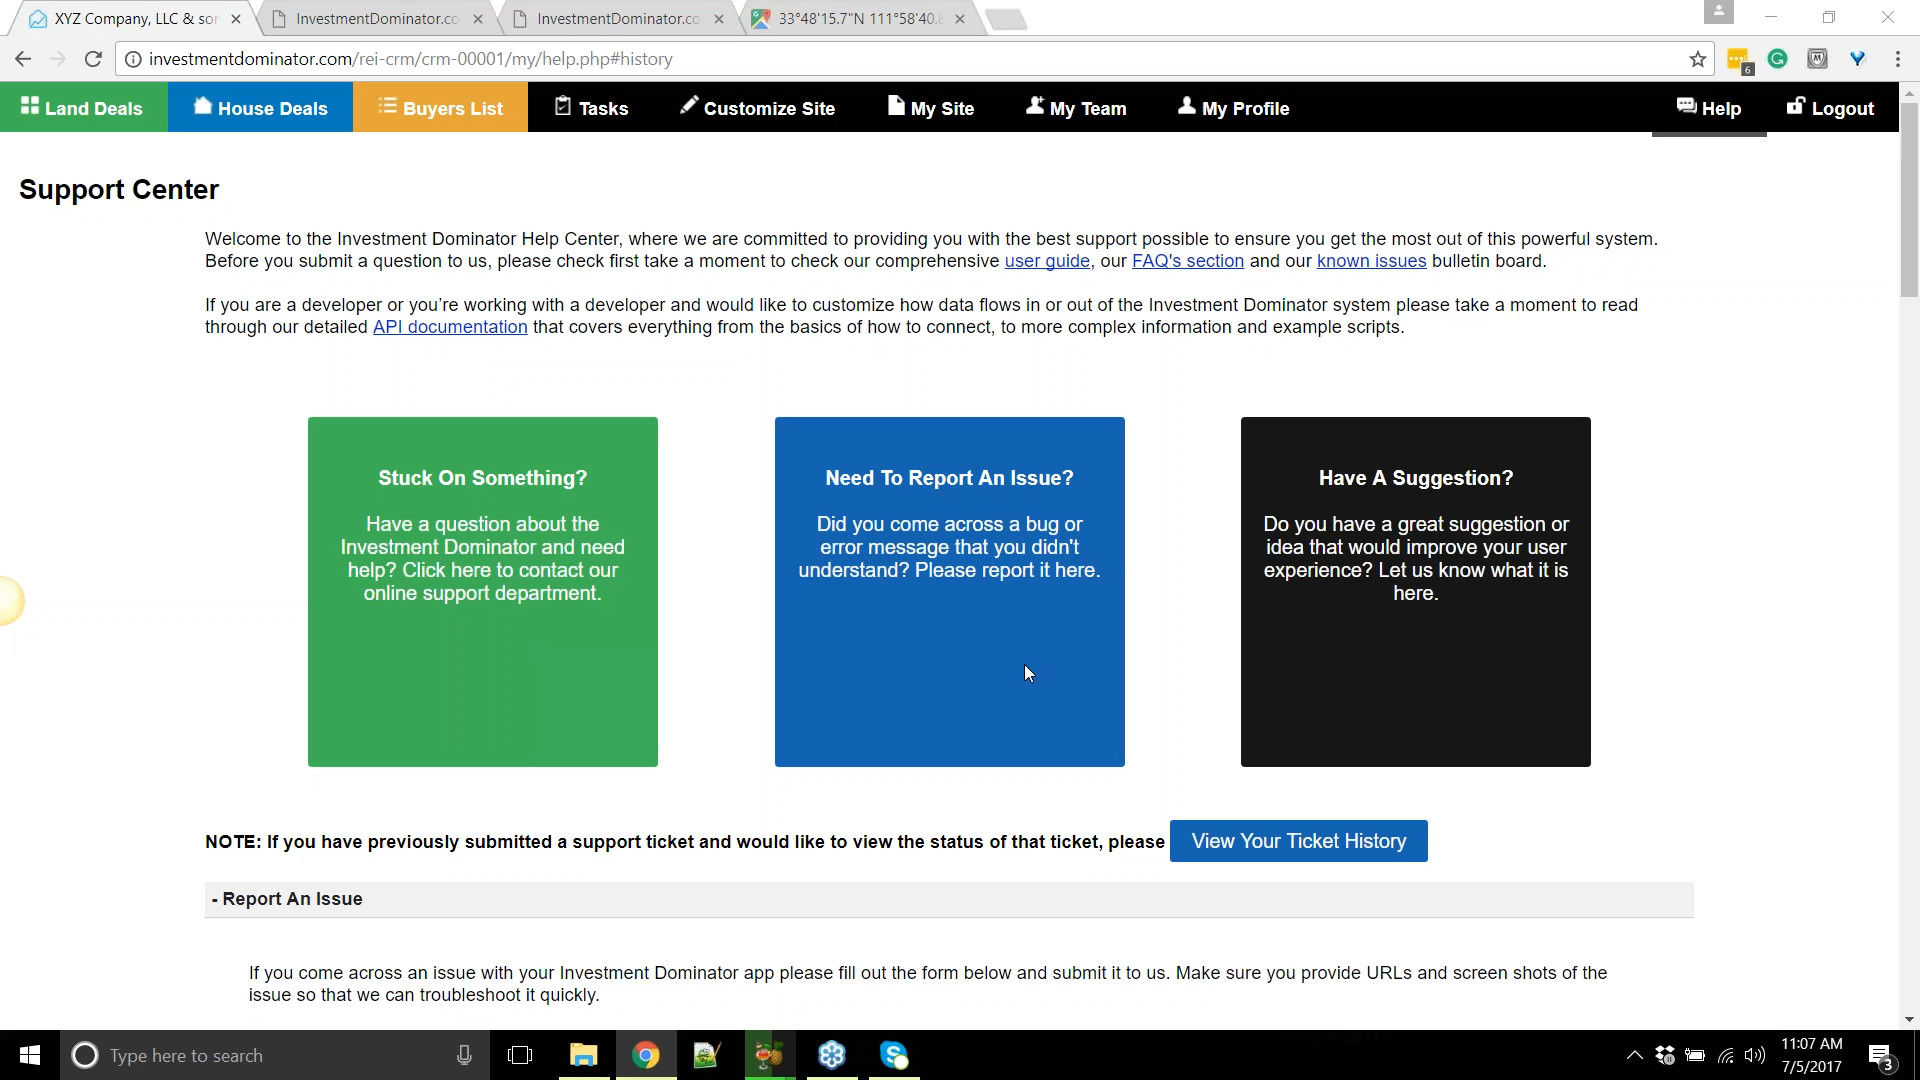 XYZ Company, LLC & sor
InvestmentDominator.co
InvestmentDominator.co
33°48'15.7"N 111°58'40.8
investmentdominator.com/rei-crm/crm-00001/my/help.php#history
6
Land Deals
House Deals
Buyers List
Tasks
Customize Site
My Site
My Team
My Profile
Help
Logout
Support Center
Welcome to the Investment Dominator Help Center, where we are committed to providing you with the best support possible to ensure you get the most out of this powerful system.
Before you submit a question to us, please check first take a moment to check our comprehensive user guide, our FAQ's section and our known issues bulletin board.
If you are a developer or you're working with a developer and would like to customize how data flows in or out of the Investment Dominator system please take a moment to read
through our detailed API documentation that covers everything from the basics of how to connect, to more complex information and example scripts.
Stuck On Something?
Have a question about the
Investment Dominator and need
help? Click here to contact our
online support department.
Need To Report An Issue?
Did you come across a bug or
error message that you didn't
understand? Please report it here.
Have A Suggestion?
Do you have a great suggestion or
idea that would improve your user
experience? Let us know what it is
here.
NOTE: If you have previously submitted a support ticket and would like to view the status of that ticket, please View Your Ticket History
- Report An Issue
If you come across an issue with your Investment Dominator app please fill out the form below and submit it to us. Make sure you provide URLs and screen shots of the
issue so that we can troubleshoot it quickly.
Type here to search
11:07 AM
7/5/2017
3